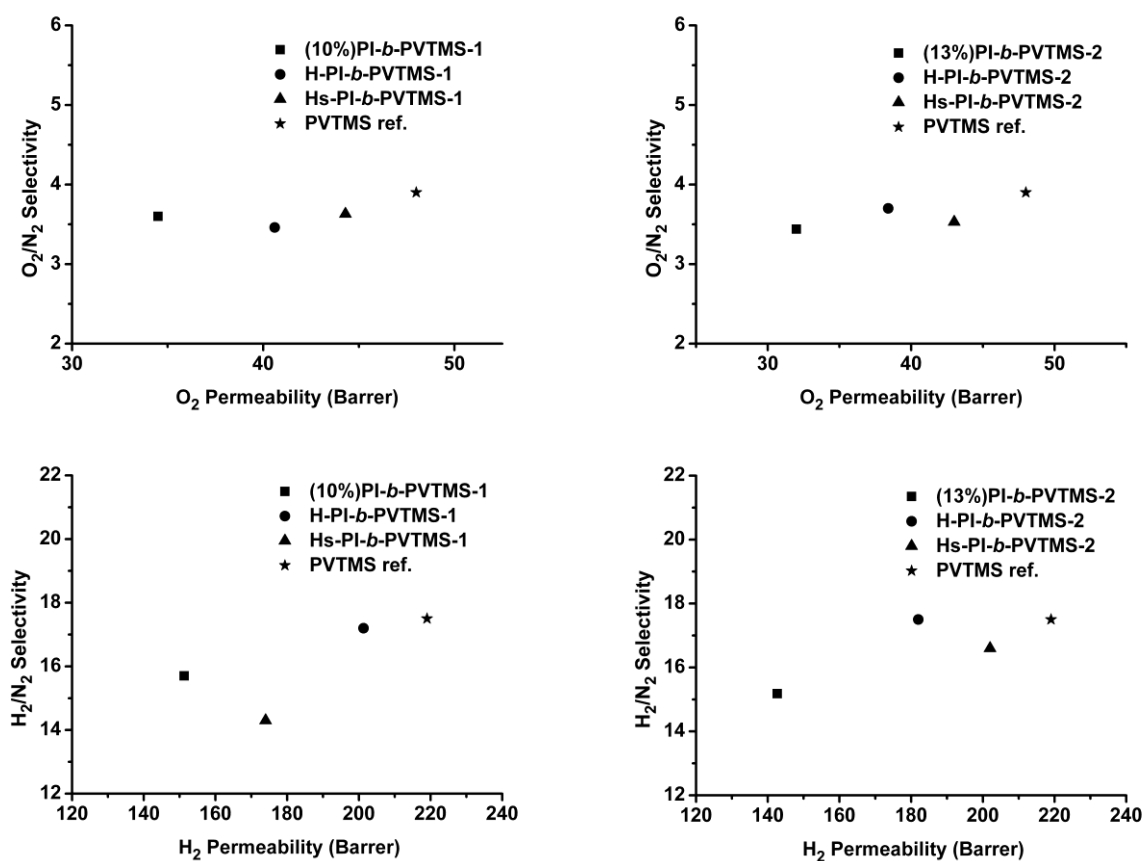 6
5
4
3
2
O2/N2 Selectivity
(10%)PI-b-PVTMS-1
H-PI-b-PVTMS-1
Hs-PI-b-PVTMS-1
PVTMS ref.
30 40 50
O2 Permeability (Barrer)
6
5
4
3
2
O2/N2 Selectivity
(13%)PI-b-PVTMS-2
H-PI-b-PVTMS-2
Hs-PI-b-PVTMS-2
PVTMS ref.
30 40 50
O2 Permeability (Barrer)
22
20
18
16
14
12
H2/N2 Selectivity
(10%)PI-b-PVTMS-1
H-PI-b-PVTMS-1
Hs-PI-b-PVTMS-1
PVTMS ref.
120 140 160 180 200 220 240
H2 Permeability (Barrer)
22
20
18
16
14
12
H2/N2 Selectivity
(13%)PI-b-PVTMS-2
H-PI-b-PVTMS-2
Hs-PI-b-PVTMS-2
PVTMS ref.
120 140 160 180 200 220 240
H2 Permeability (Barrer)